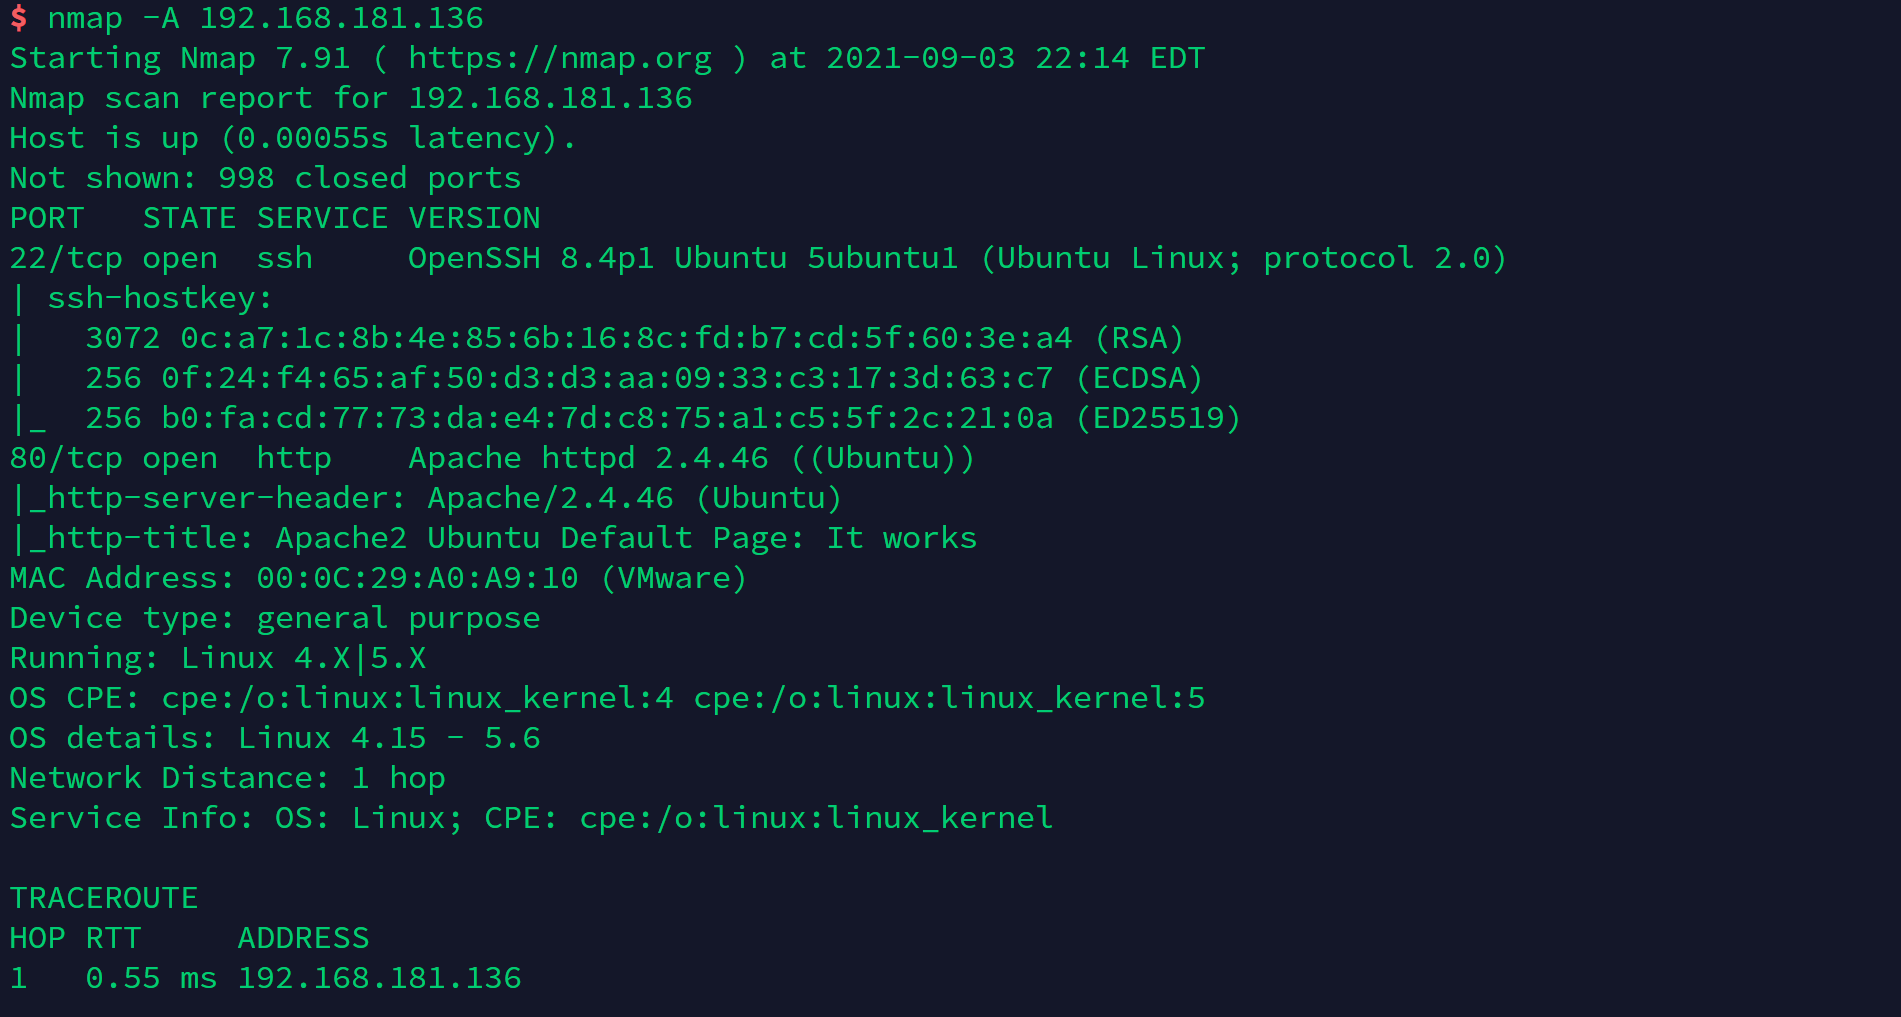 $ nmap -A 192.168.181.136
Starting Nmap 7.91 ( https://nmap.org ) at 2021-09-03 22:14 EDT
Nmap scan report for 192.168.181.136
Host is up (0.00055s latency).
Not shown: 998 closed ports
PORT   STATE SERVICE VERSION
22/tcp open  ssh     OpenSSH 8.4p1 Ubuntu 5ubuntu1 (Ubuntu Linux; protocol 2.0)
| ssh-hostkey:
|   3072 0c:a7:1c:8b:4e:85:6b:16:8c:fd:b7:cd:5f:60:3e:a4 (RSA)
|   256 0f:24:f4:65:af:50:d3:d3:aa:09:33:c3:17:3d:63:c7 (ECDSA)
|_  256 b0:fa:cd:77:73:da:e4:7d:c8:75:a1:c5:5f:2c:21:0a (ED25519)
80/tcp open  http    Apache httpd 2.4.46 ((Ubuntu))
|_http-server-header: Apache/2.4.46 (Ubuntu)
|_http-title: Apache2 Ubuntu Default Page: It works
MAC Address: 00:0C:29:A0:A9:10 (VMware)
Device type: general purpose
Running: Linux 4.X|5.X
OS CPE: cpe:/o:linux:linux_kernel:4 cpe:/o:linux:linux_kernel:5
OS details: Linux 4.15 - 5.6
Network Distance: 1 hop
Service Info: OS: Linux; CPE: cpe:/o:linux:linux_kernel

TRACEROUTE
HOP RTT     ADDRESS
1   0.55 ms 192.168.181.136